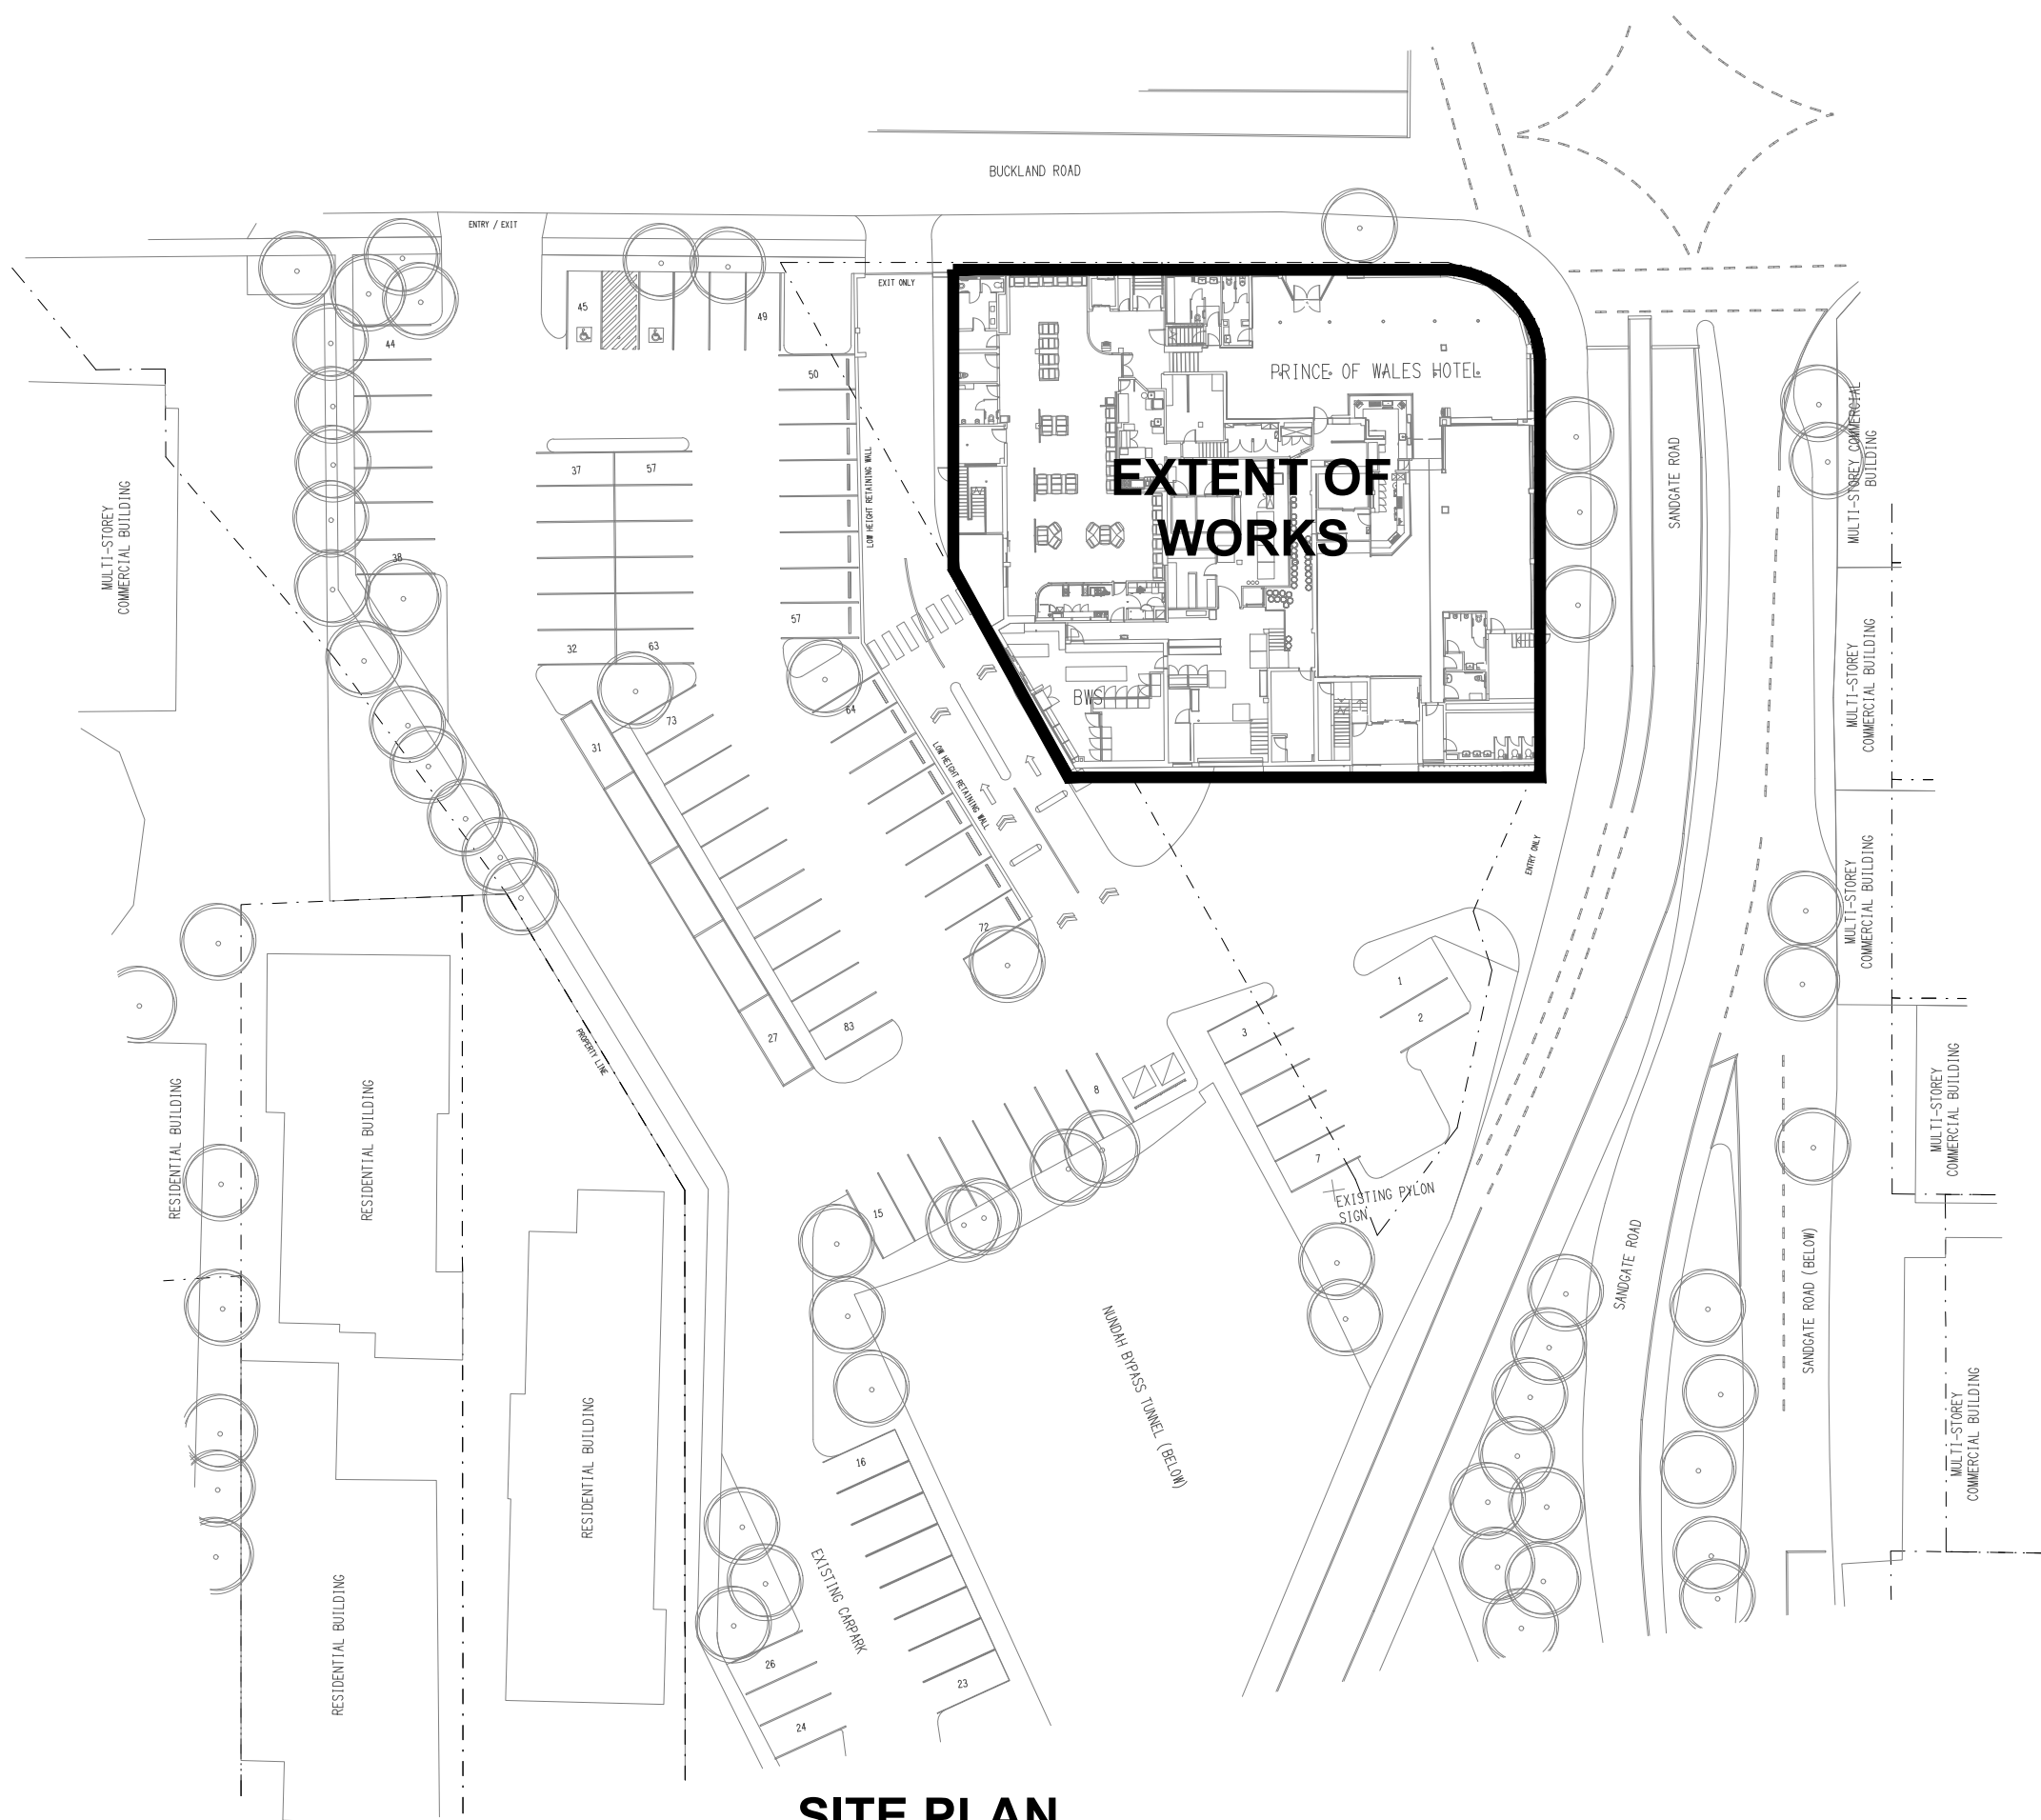 BUCKLAND ROAD
ENTRY / EXIT
EXIT ONLY
45
49
44
50
PRINCE OF WALES HOTEL
EXTENT OF
WORKS
37
57
LOW HEIGHT RETAINING WALL
SANDGATE ROAD
MULTI-STOREY COMMERCIAL
BUILDING
MULTI-STOREY
COMMERCIAL BUILDING
38
57
32
63
MULTI-STOREY
COMMERCIAL BUILDING
BWS
64
73
31
LOW HEIGHT RETAINING WALL
ENTRY ONLY
MULTI-STOREY
COMMERCIAL BUILDING
72
1
2
3
83
27
PROPERTY LINE
8
7
RESIDENTIAL BUILDING
RESIDENTIAL BUILDING
MULTI-STOREY
COMMERCIAL BUILDING
15
EXISTING PYLON
SIGN
SANDGATE ROAD
SANDGATE ROAD (BELOW)
NUNDAH BYPASS TUNNEL (BELOW)
RESIDENTIAL BUILDING
MULTI-STOREY
COMMERCIAL BUILDING
16
EXISTING CARPARK
RESIDENTIAL BUILDING
26
23
24
SITE PLAN